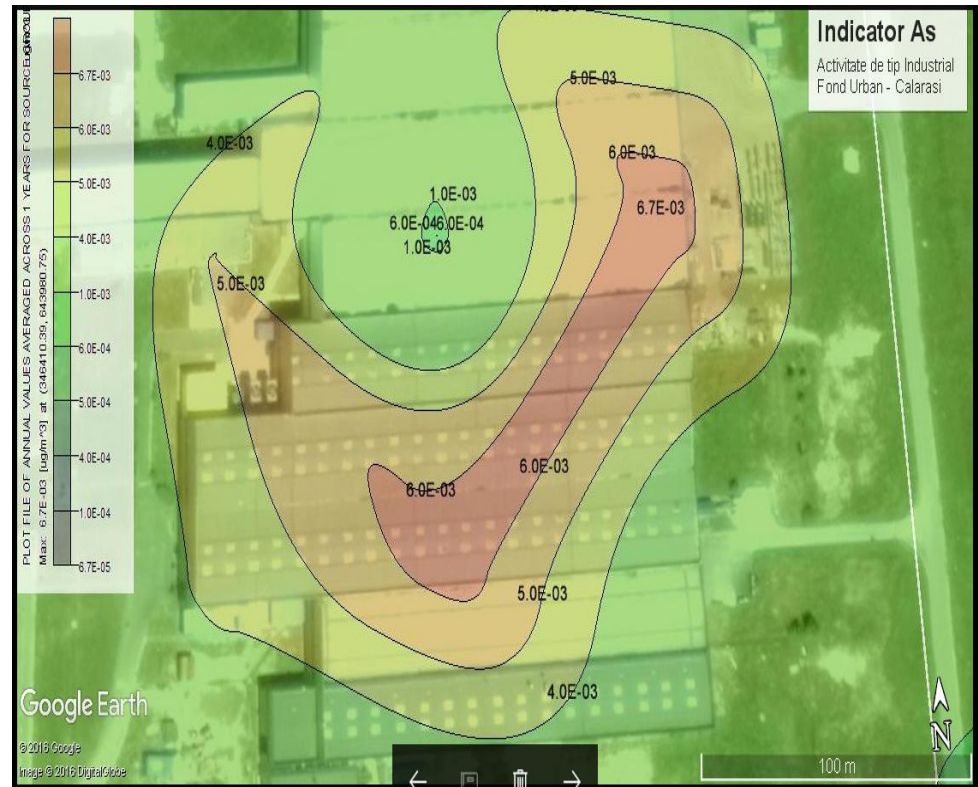 Indicator As
Activitate de tip Industrial
Fond Urban - Calarasi
PLOT FILE OF ANNUAL VALUES AVERAGED ACROSS 1 YEARS FOR SOURCE
Max: 6.7E-03 [ug/m^3] at (346410.39, 643980.75)
6.7E-03
6.0E-03
5.0E-03
4.0E-03
1.0E-03
6.0E-04
5.0E-04
4.0E-04
1.0E-04
6.7E-05
5.0E-03
4.0E-03
6.0E-03
1.0E-03
6.7E-03
6.0E-04
6.0E-04
1.0E-03
5.0E-03
6.0E-03
6.0E-03
5.0E-03
4.0E-03
Google Earth
© 2016 Google
Image © 2016 DigitalGlobe
N
100 m